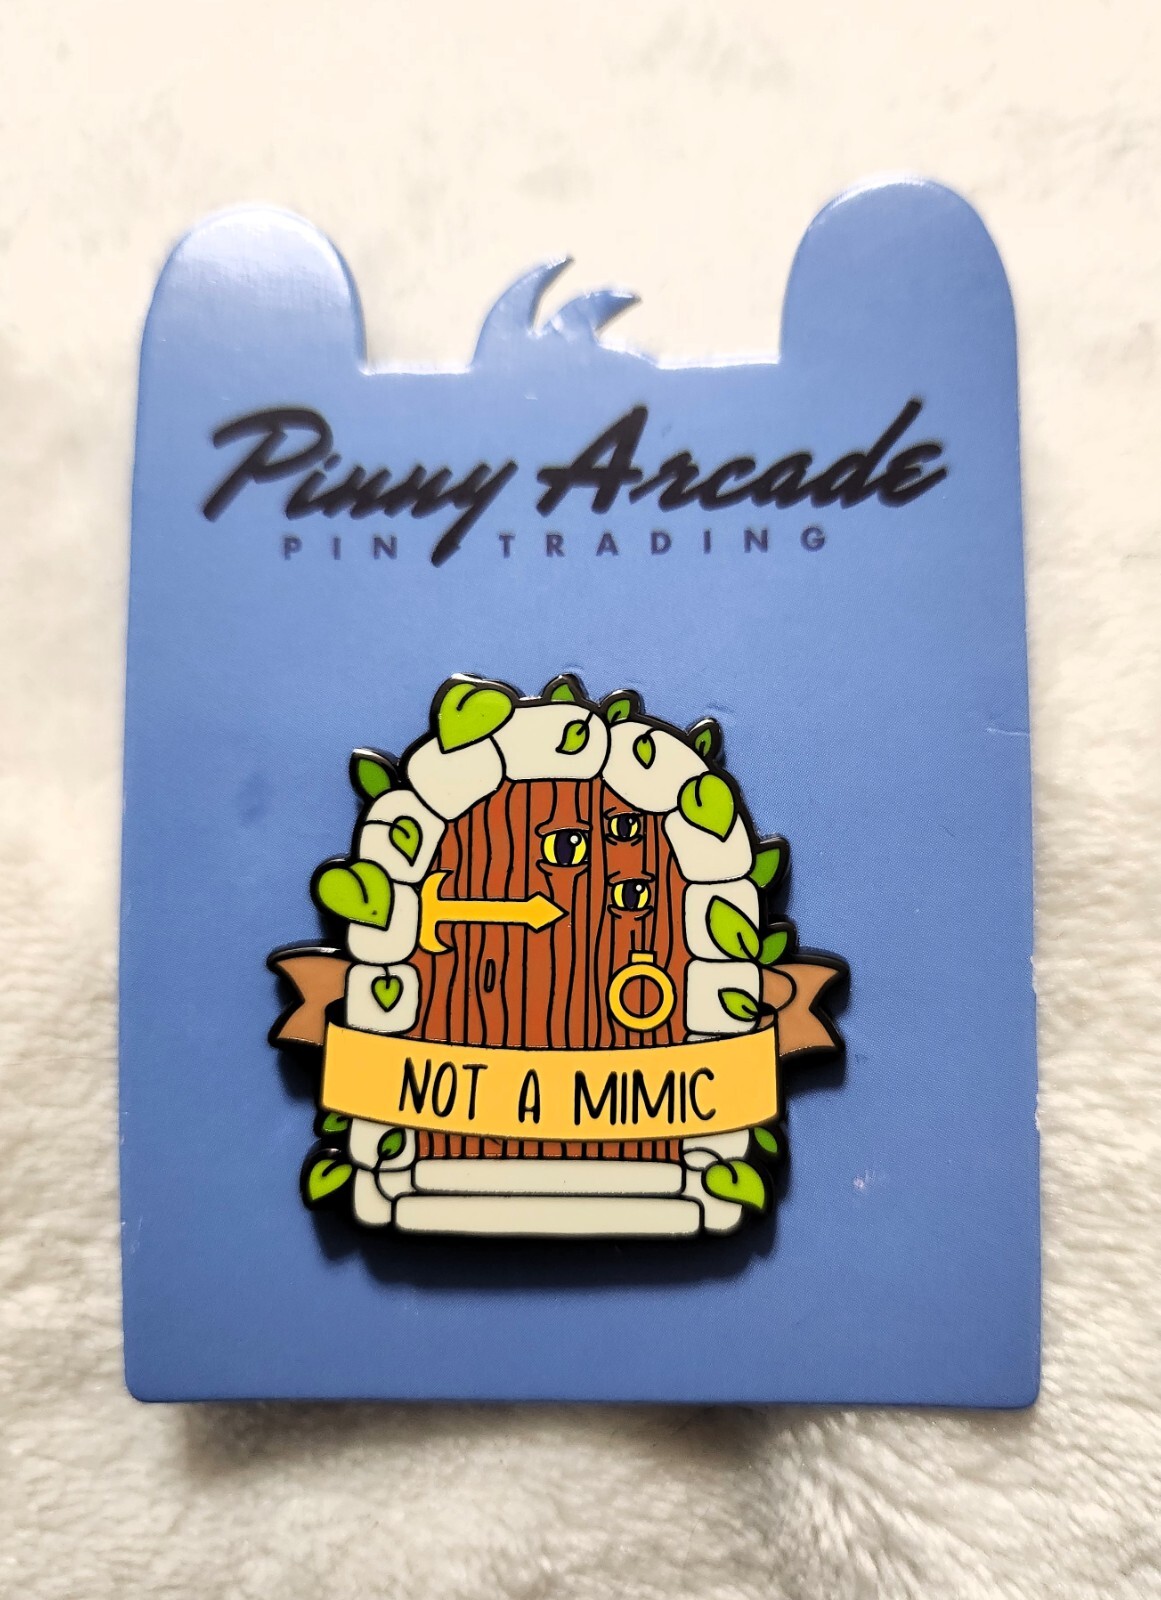 Pinny Arcade
PIN TRADING
NOT A MIMIC